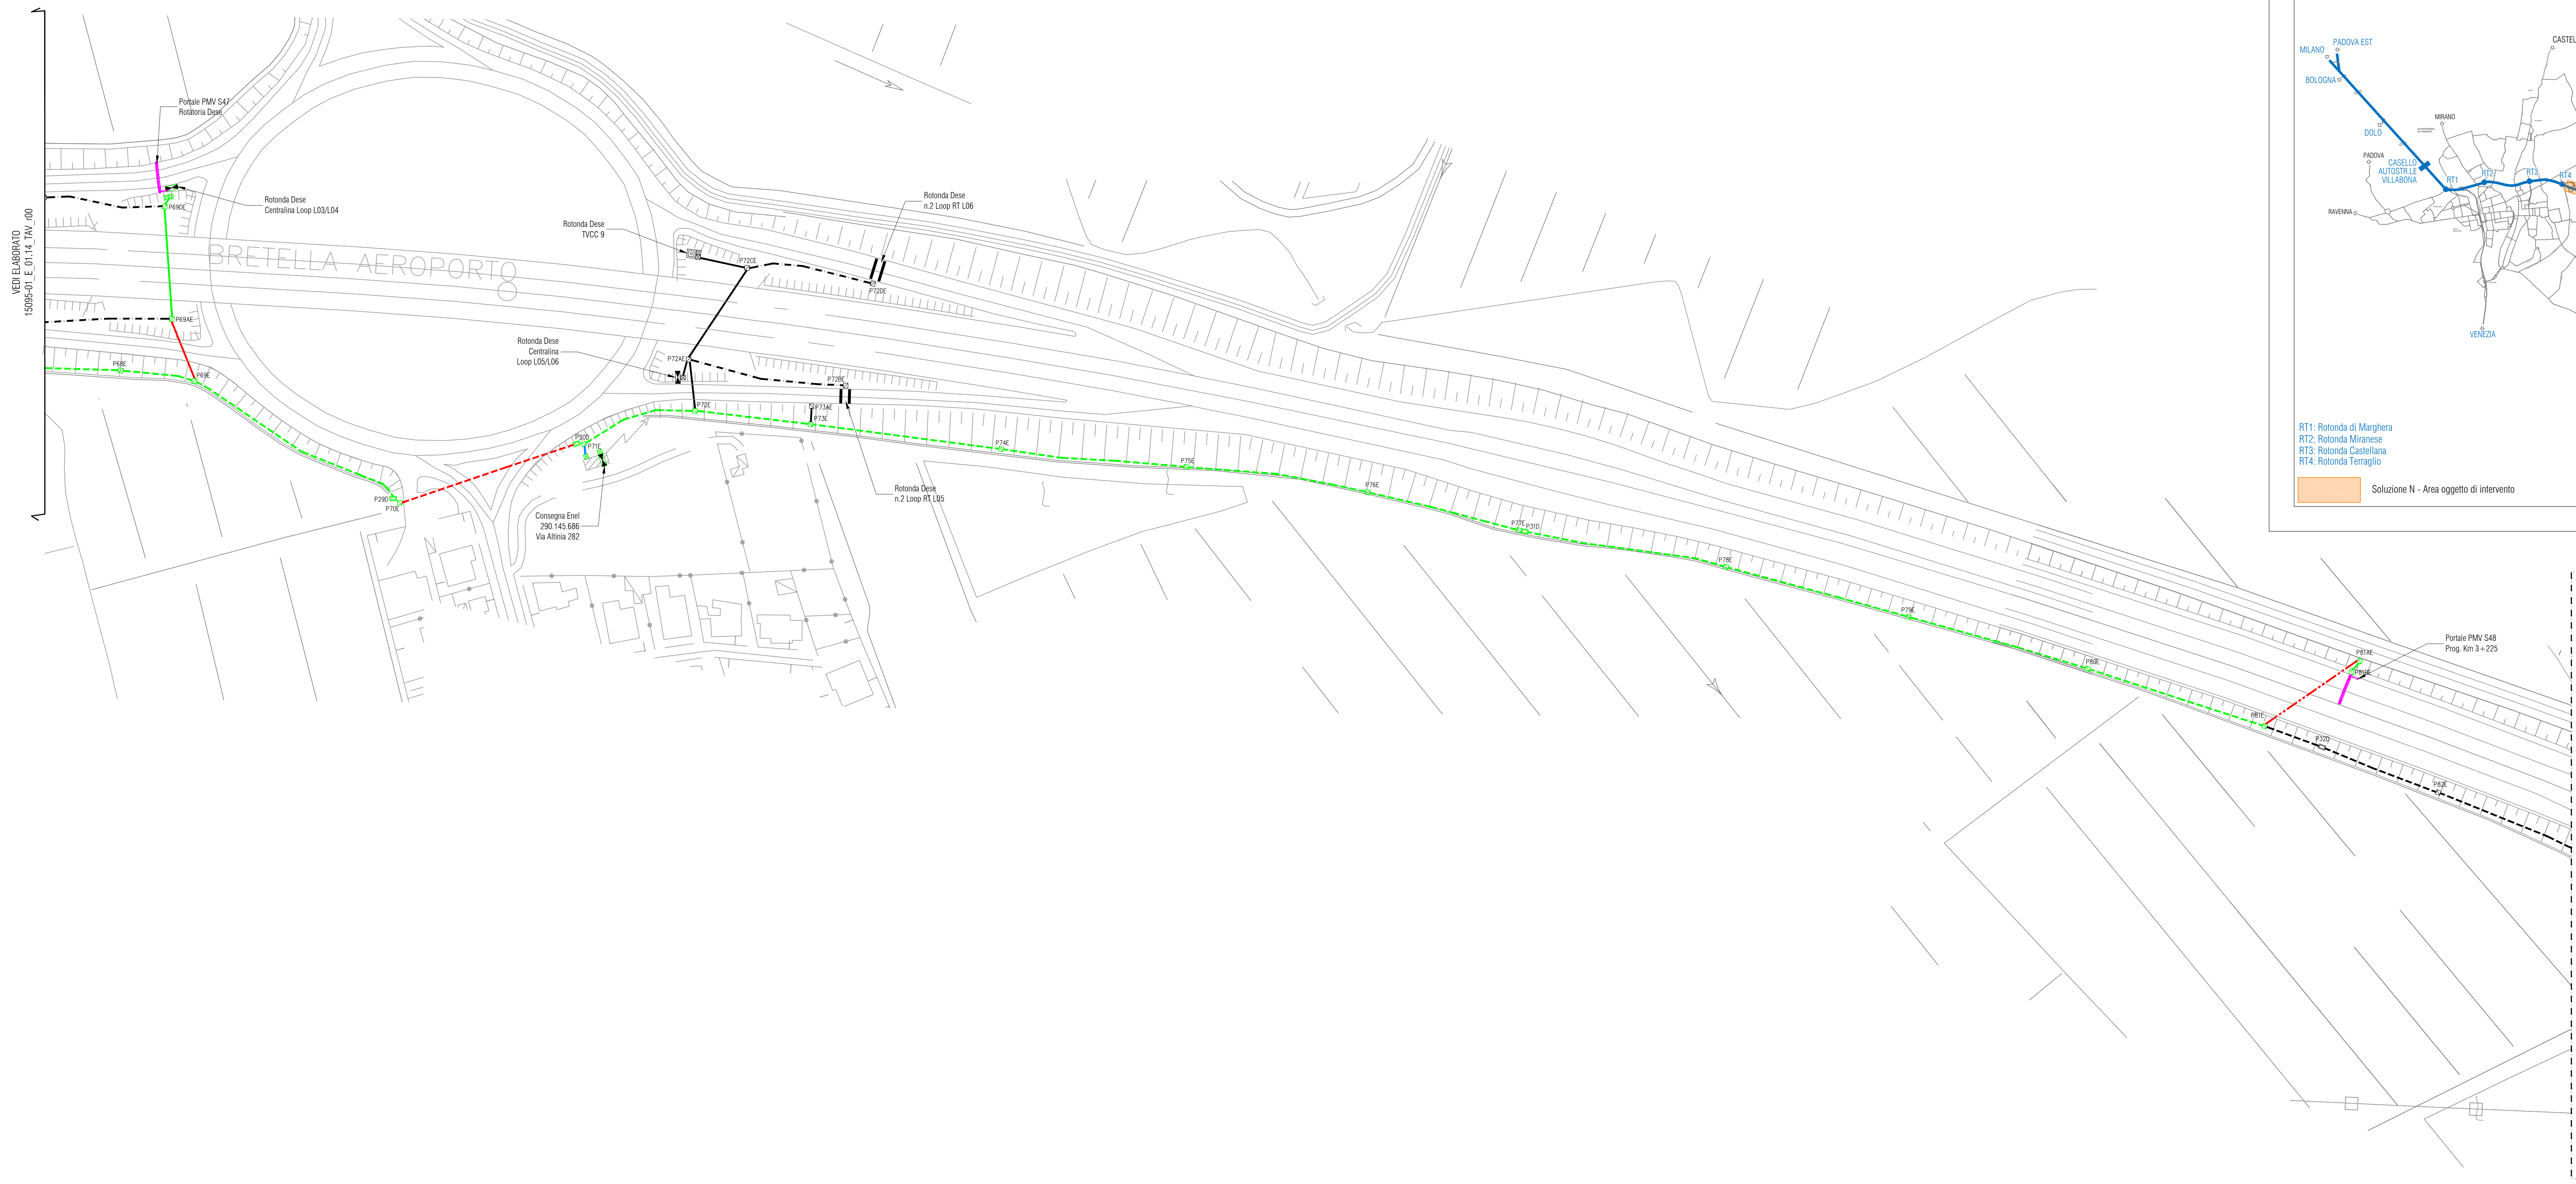 VEDI ELABORATO
15095-01_E_01.14_TAV_r00
Portale PMV S47
Rotatoria Dese
Rotonda Dese
Centralina Loop L03/L04
P69DE
BRETELLA AEROPORTO
P69AE
P68E
P69E
P29D
P70E
P30D
P71E
Consegna Enel
290.145.686
Via Altinia 282
Rotonda Dese
TVCC 9
P72CE
Rotonda Dese
n.2 Loop RT L06
P72DE
Rotonda Dese
Centralina
Loop L05/L06
P72AE
P72BE
P72E
P73AE
P73E
Rotonda Dese
n.2 Loop RT L05
P74E
P75E
P76E
P77E
P31D
P78E
P79E
P80E
P81E
P81AE
P81BE
Portale PMV S48
Prog. Km 3+225
P32D
P82E
MILANO
PADOVA EST
BOLOGNA
DOLO
CASTEL
MIRANO
PADOVA
CASELLO
AUTOSTR.LE
VILLABONA
RT1
RT2
RT3
RT4
RAVENNA
VENEZIA
RT1: Rotonda di Marghera
RT2: Rotonda Miranese
RT3: Rotonda Castellana
RT4: Rotonda Terraglio
Soluzione N - Area oggetto di intervento